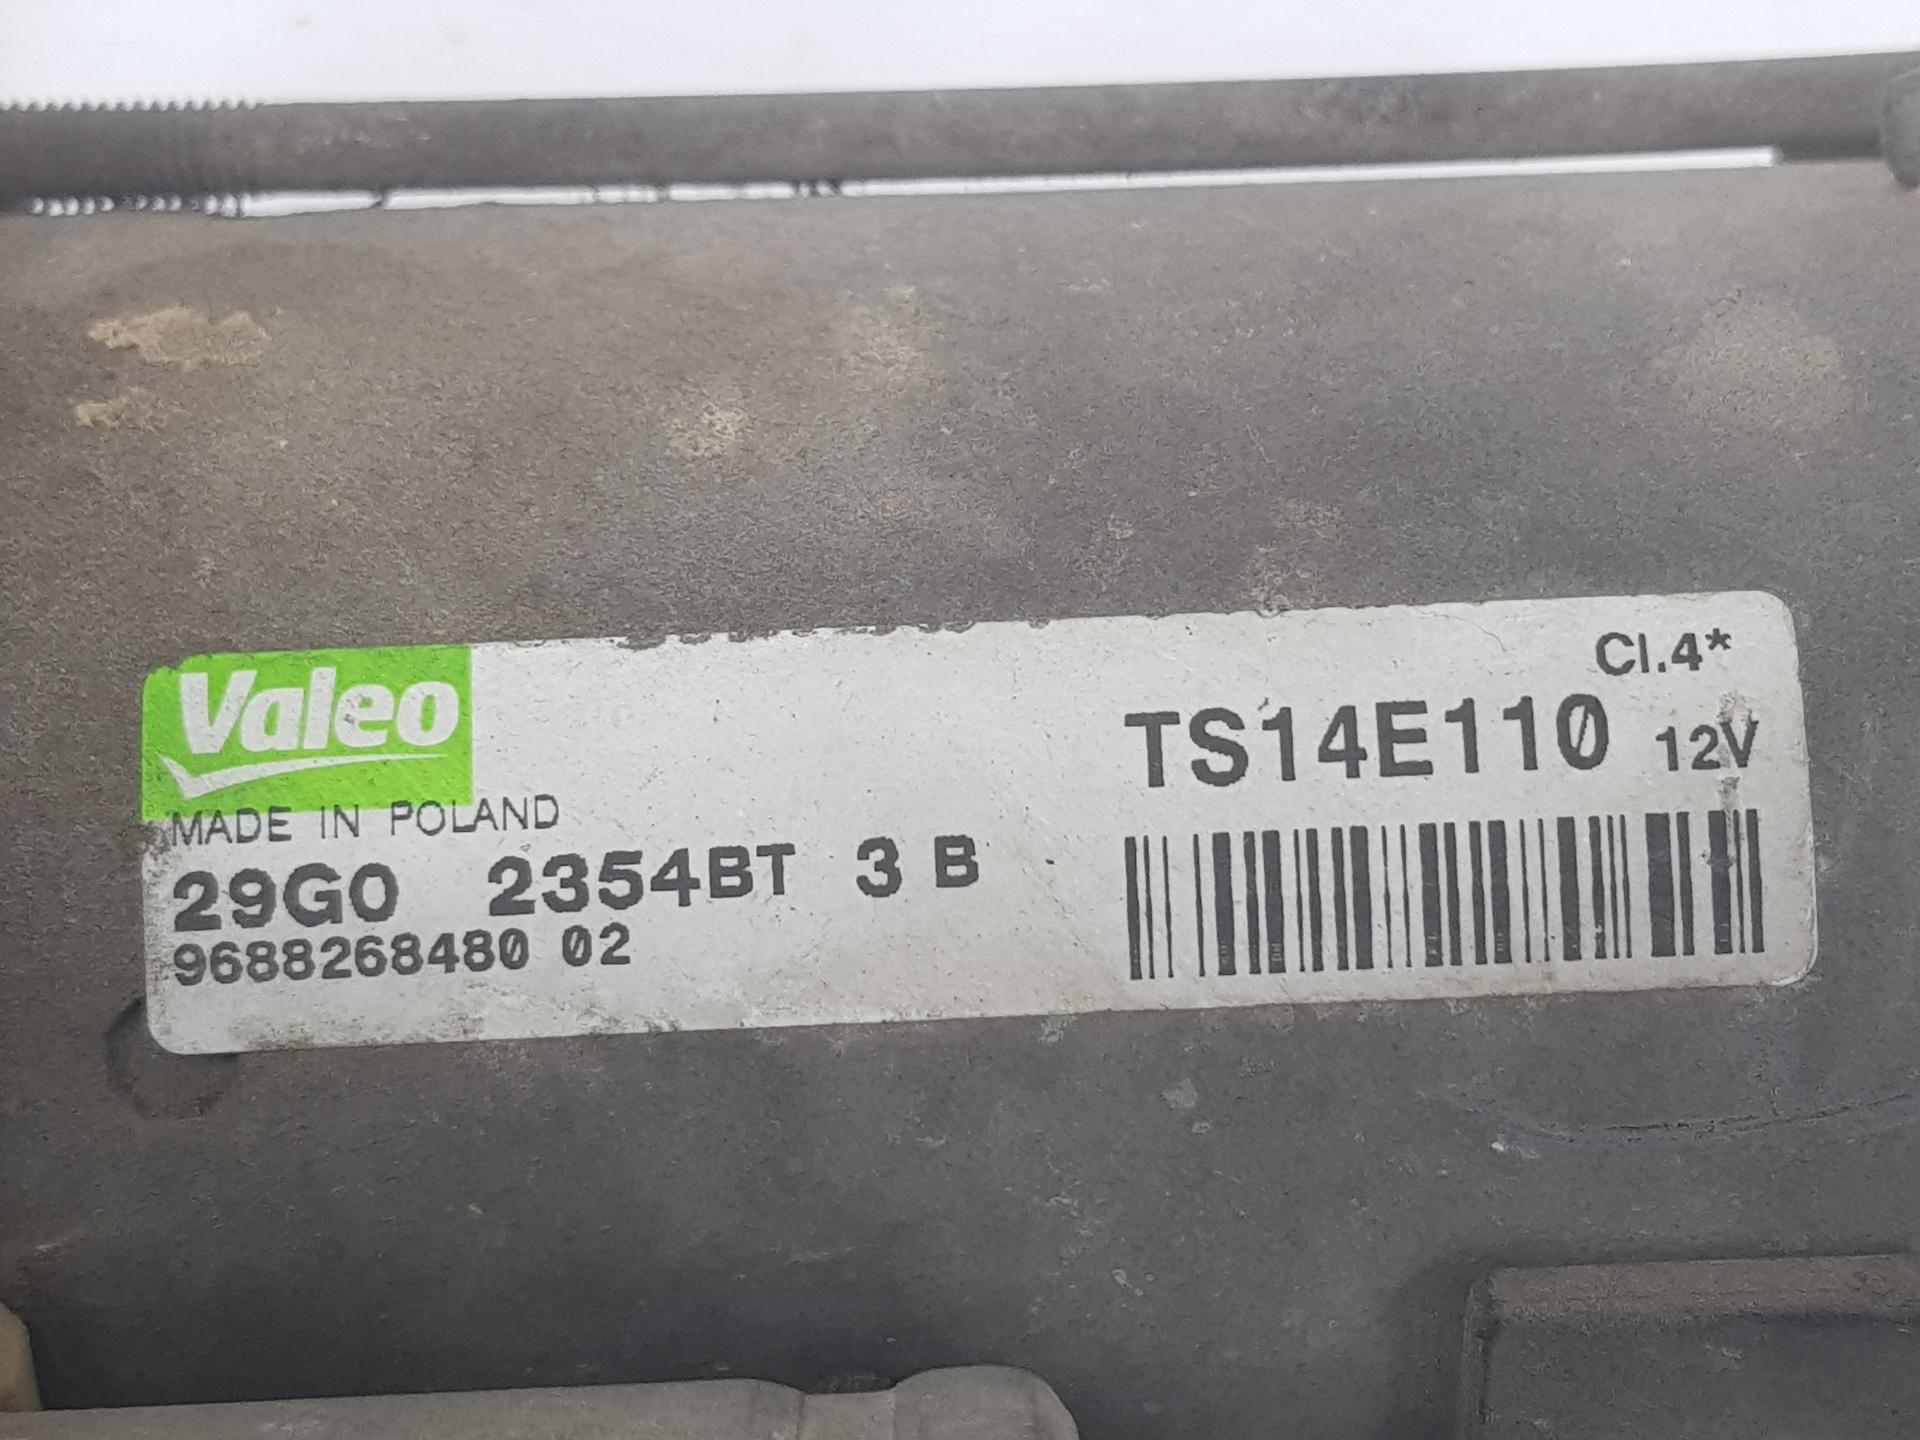 Valeo
MADE IN POLAND
29G0 2354BT 3 B
9688268480 02
Cl.4*
TS14E110 12V